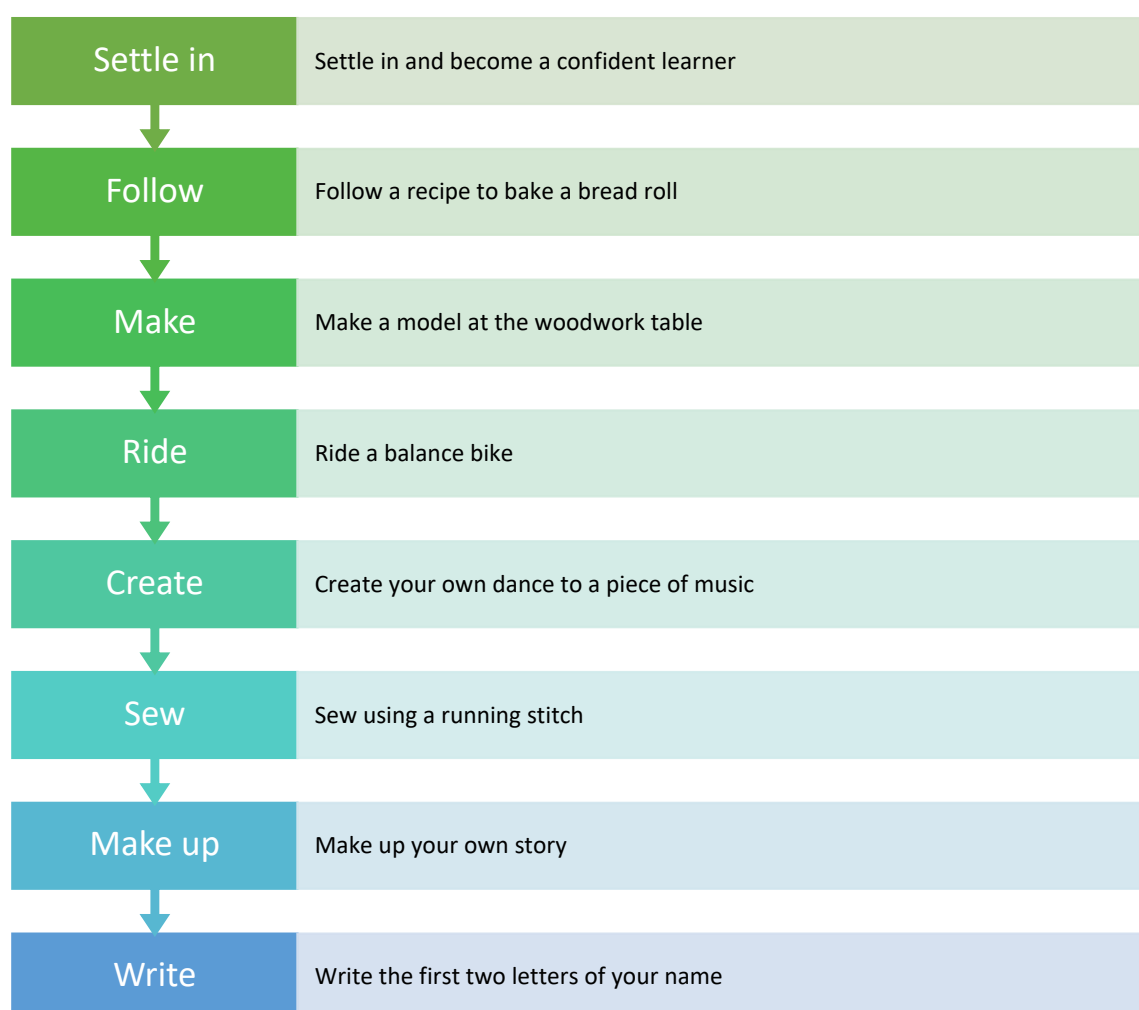 Settle in
Settle in and become a confident learner
Follow
Follow a recipe to bake a bread roll
Make
Make a model at the woodwork table
Ride
Ride a balance bike
Create
Create your own dance to a piece of music
Sew
Sew using a running stitch
Make up
Make up your own story
Write
Write the first two letters of your name